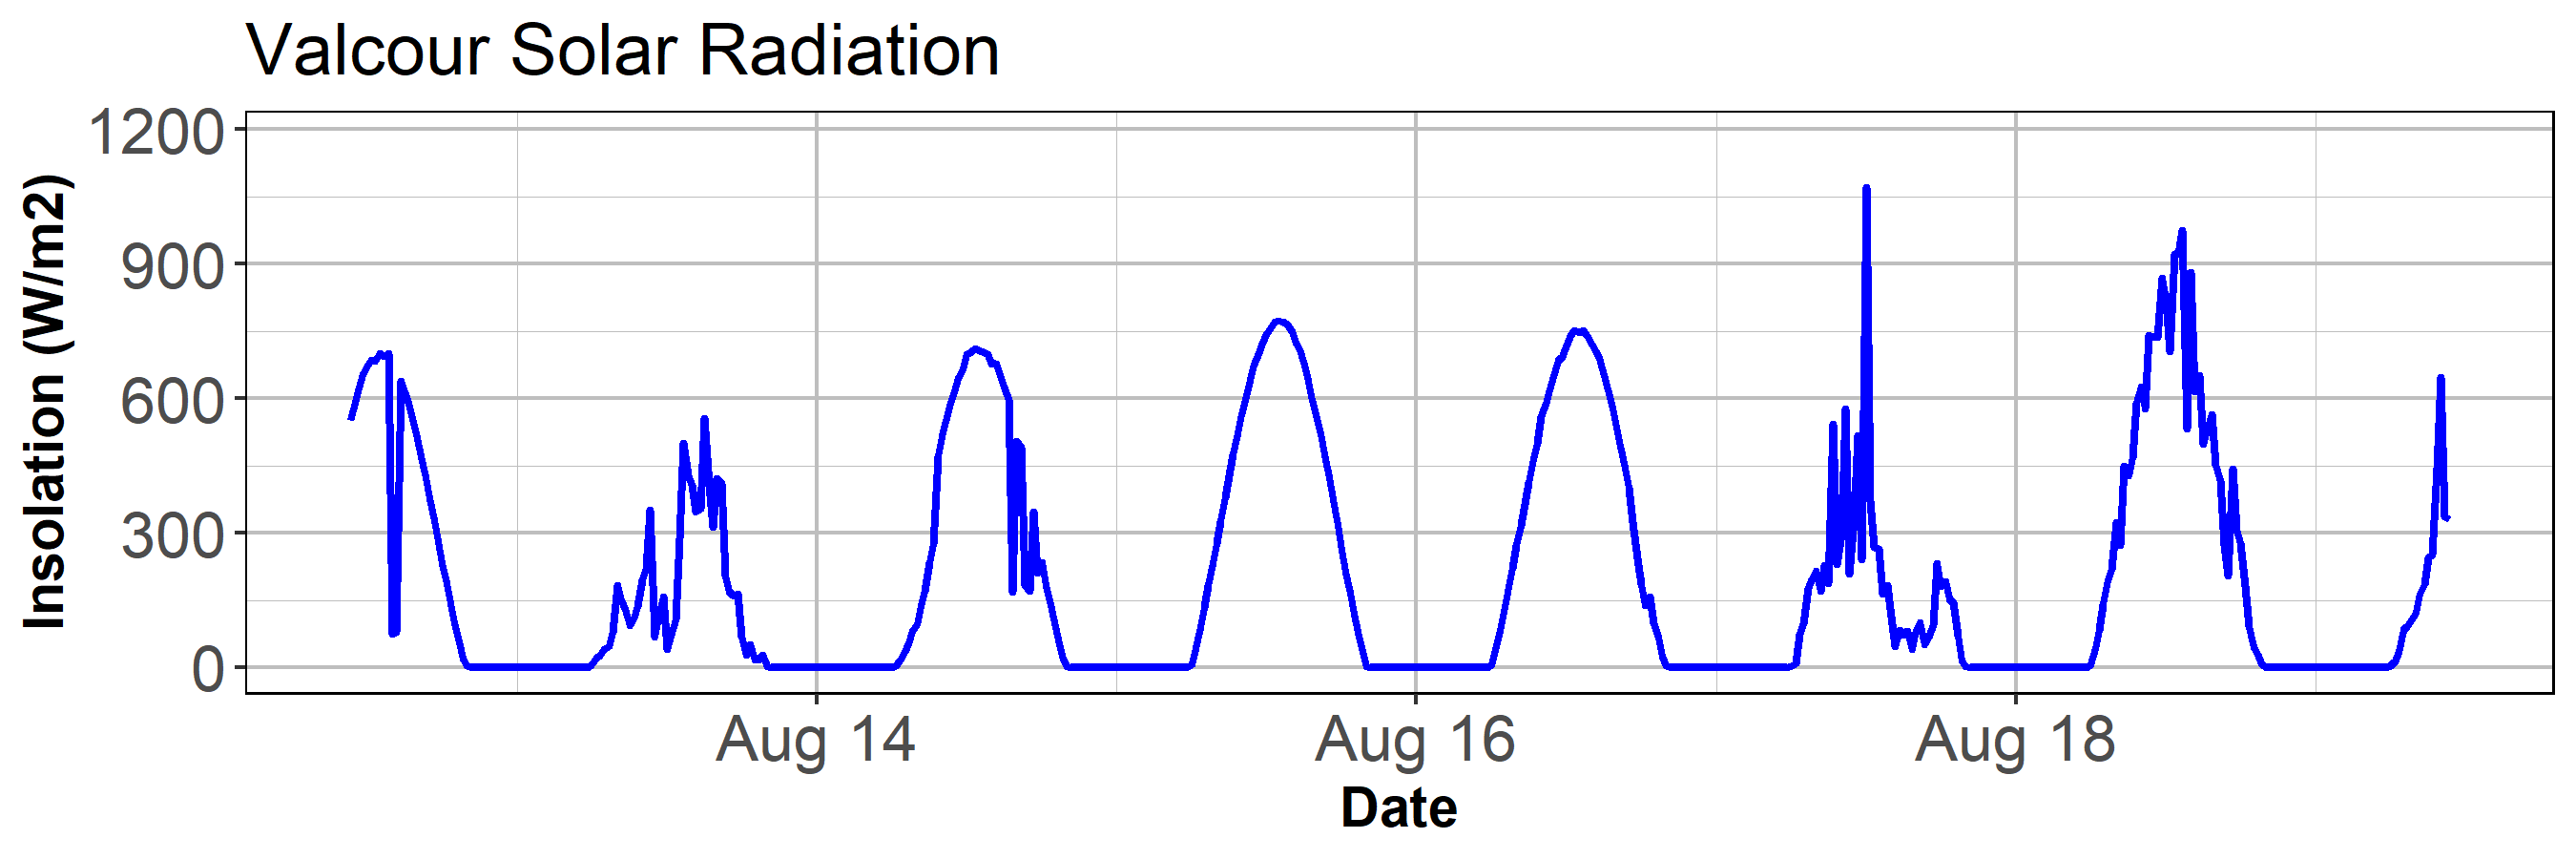 Valcour Solar Radiation
Insolation (W/m2)
1200
900
600
300
0
Aug 14
Aug 16
Aug 18
Date